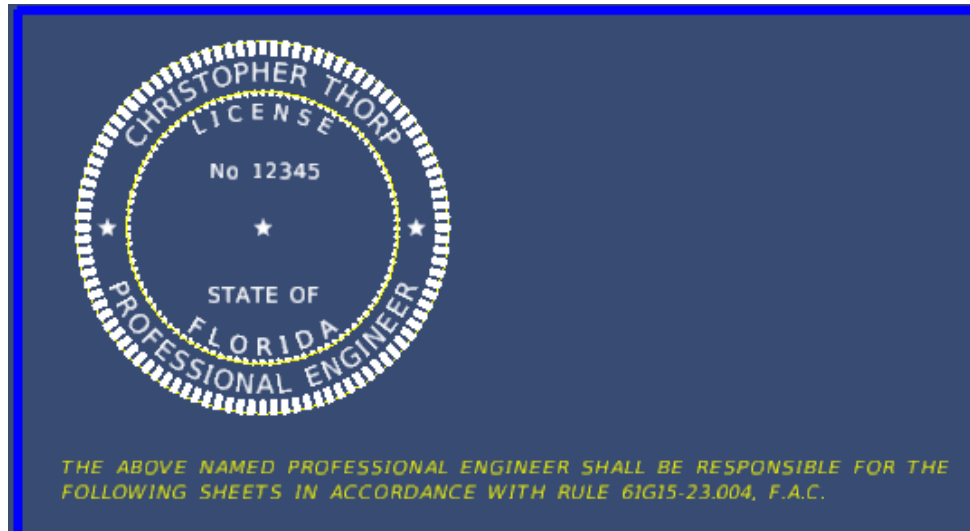 CHRISTOPHER THORP
LICENSE
No 12345
STATE OF
FLORIDA
PROFESSIONAL ENGINEER
THE ABOVE NAMED PROFESSIONAL ENGINEER SHALL BE RESPONSIBLE FOR THE
FOLLOWING SHEETS IN ACCORDANCE WITH RULE 61G15-23.004, F.A.C.